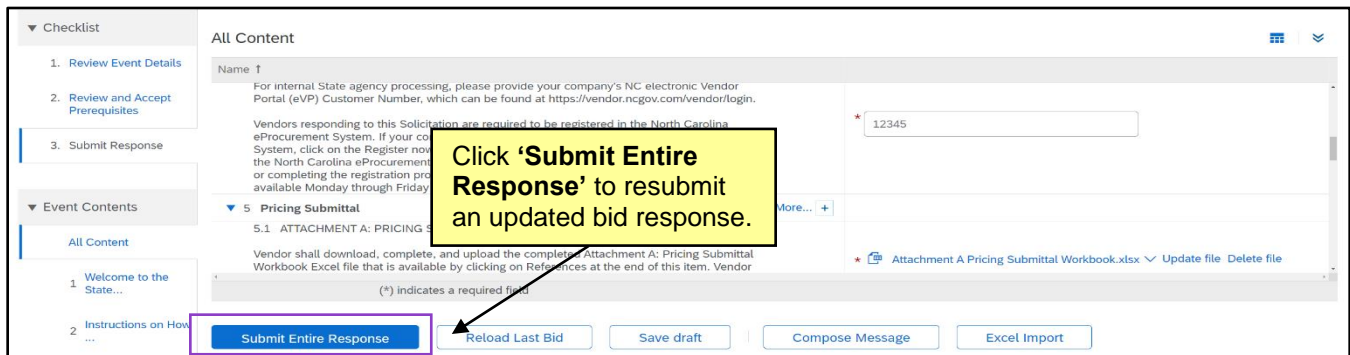 ▼ Checklist
1. Review Event Details
2. Review and Accept
Prerequisites
3. Submit Response
▼ Event Contents
All Content
1 Welcome to the
State...
2 Instructions on How
...
All Content
Name ↑
For internal State agency processing, please provide your company's NC electronic Vendor
Portal (eVP) Customer Number, which can be found at https://vendor.ncgov.com/vendor/login.
Vendors responding to this Solicitation are required to be registered in the North Carolina
eProcurement System. If your co
System, click on the Register now
the North Carolina eProcurement
or completing the registration pro
available Monday through Friday
* 12345
▼ 5 Pricing Submittal
More... +
5.1 ATTACHMENT A: PRICING S
Vendor shall download, complete, and upload the completed Attachment A: Pricing Submittal
Workbook Excel file that is available by clicking on References at the end of this item. Vendor
* Attachment A Pricing Submittal Workbook.xlsx Update file Delete file
(*) indicates a required field
Click ‘Submit Entire
Response’ to resubmit
an updated bid response.
Submit Entire Response
Reload Last Bid
Save draft
Compose Message
Excel Import